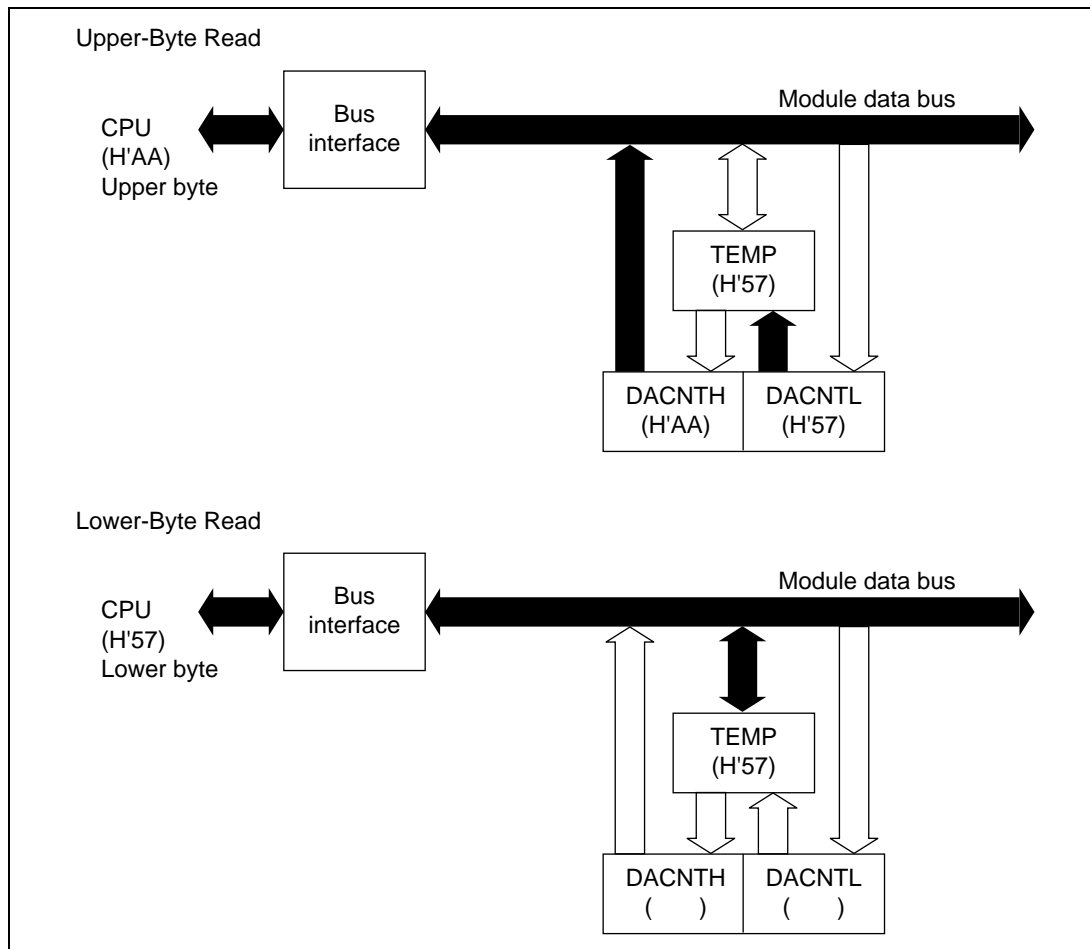 Upper-Byte Read
CPU
(H'AA)
Upper byte
Bus
interface
Module data bus
TEMP
(H'57)
DACNTH
(H'AA)
DACNTL
(H'57)
Lower-Byte Read
CPU
(H'57)
Lower byte
Bus
interface
Module data bus
TEMP
(H'57)
DACNTH
(    )
DACNTL
(    )